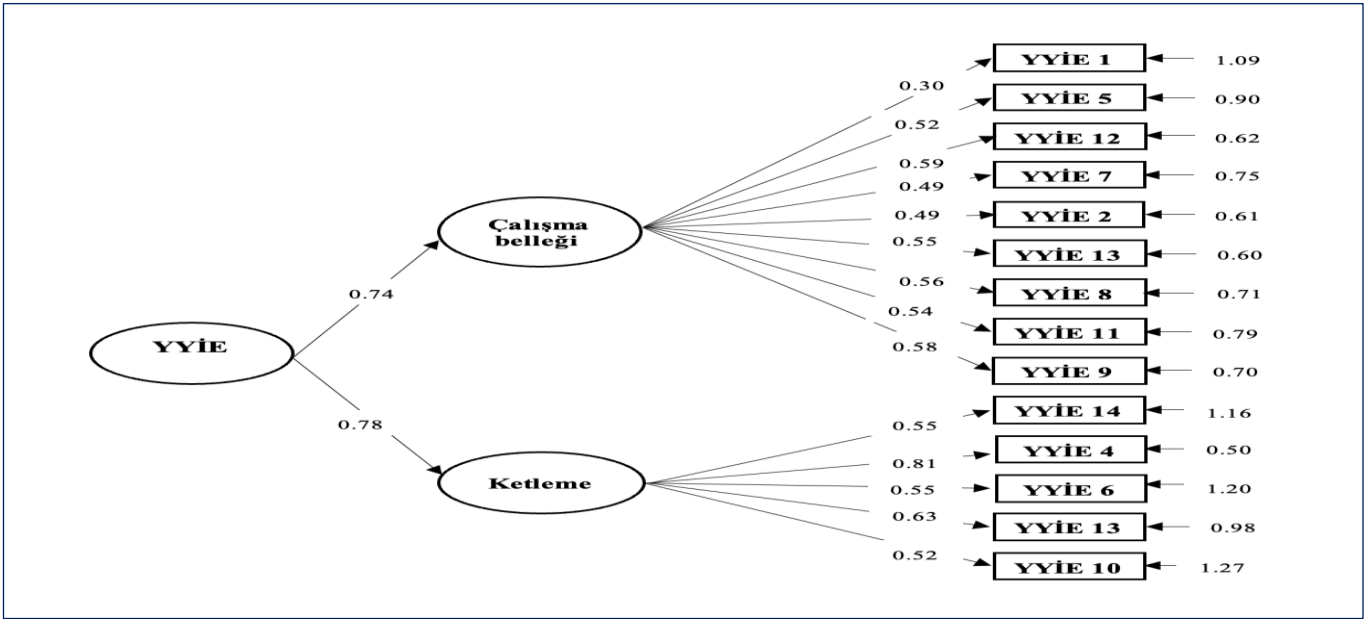 YYİE 1
1.09
0.30
YYİE 5
0.90
0.52
YYİE 12
0.62
0.59
YYİE 7
0.75
0.49
YYİE 2
0.61
0.49
Çalışma
belleği
YYİE 13
0.60
0.55
YYİE 8
0.71
0.56
YYİE 11
0.79
0.54
YYİE 9
0.70
0.58
0.74
YYİE
0.78
YYİE 14
1.16
0.55
YYİE 4
0.50
0.81
Ketleme
YYİE 6
1.20
0.55
YYİE 13
0.98
0.63
YYİE 10
1.27
0.52